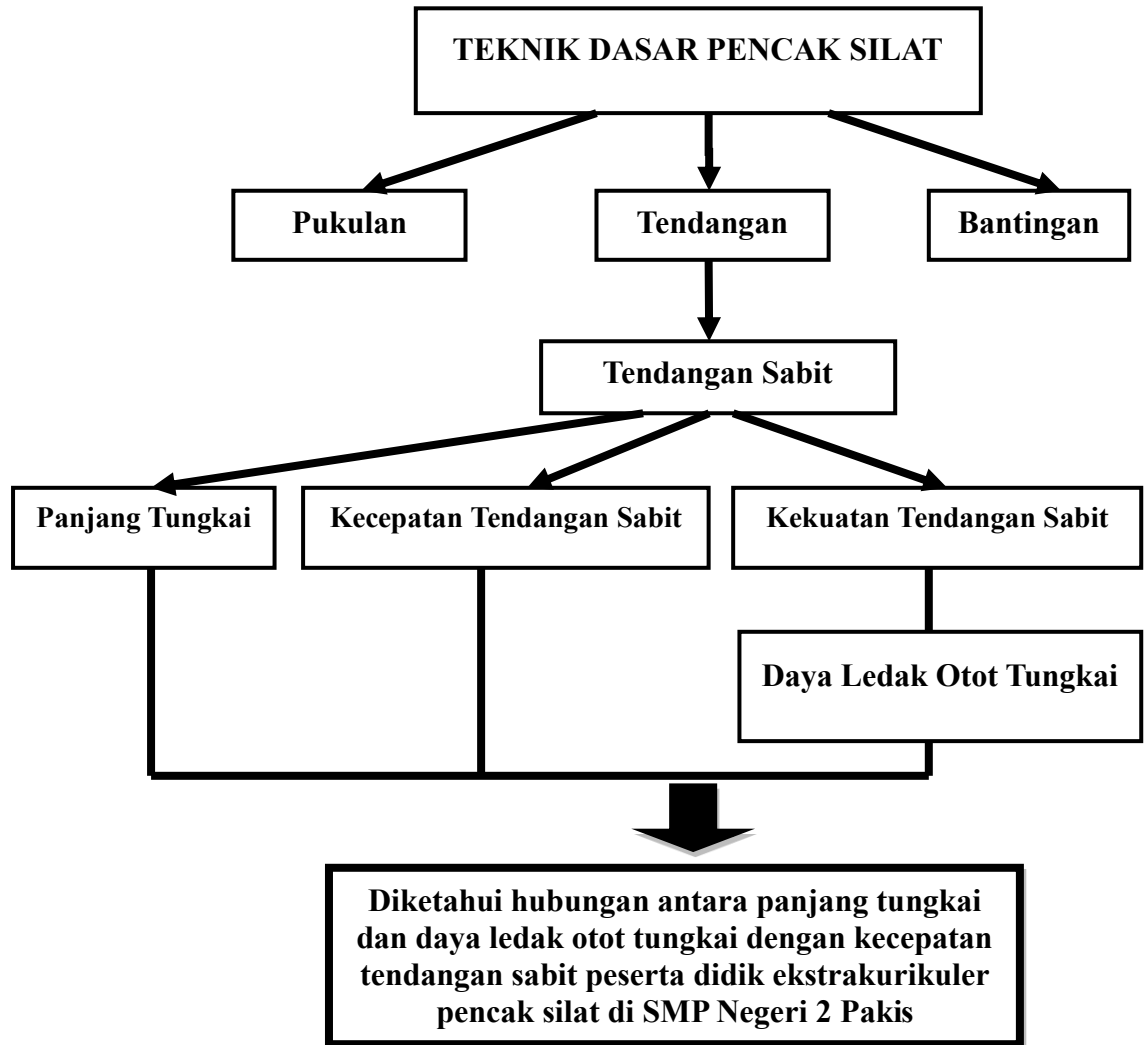 TEKNIK DASAR PENCAK SILAT
Pukulan
Tendangan
Bantingan
Tendangan Sabit
Panjang Tungkai
Kecepatan Tendangan Sabit
Kekuatan Tendangan Sabit
Daya Ledak Otot Tungkai
Diketahui hubungan antara panjang tungkai
dan daya ledak otot tungkai dengan kecepatan
tendangan sabit peserta didik ekstrakurikuler
pencak silat di SMP Negeri 2 Pakis